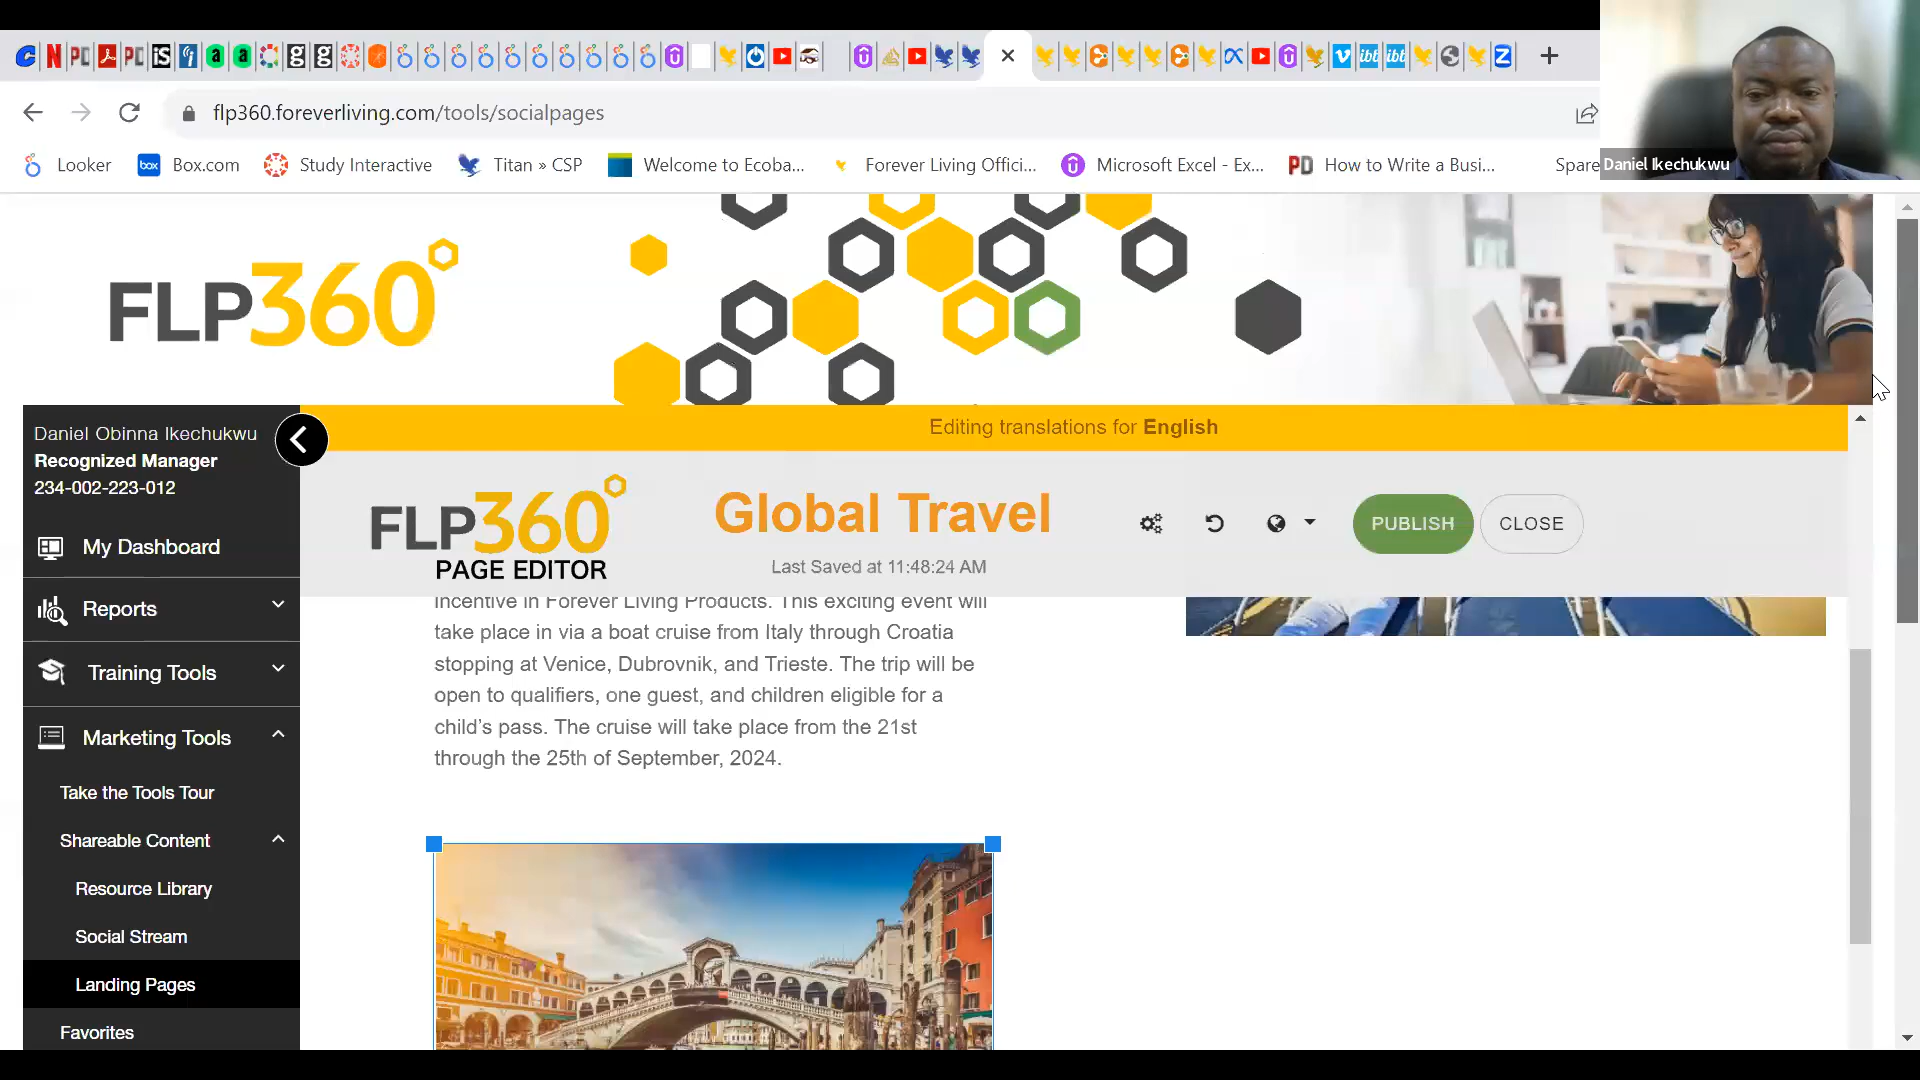 flp360.foreverliving.com/tools/socialpages
Looker
Box.com
Study Interactive
Titan » CSP
Welcome to Ecoba...
Forever Living Offici...
Microsoft Excel - Ex...
How to Write a Busi...
Spare
Daniel Ikechukwu
FLP360
Daniel Obinna Ikechukwu
Recognized Manager
234-002-223-012
My Dashboard
Reports
Training Tools
Marketing Tools
Take the Tools Tour
Shareable Content
Resource Library
Social Stream
Landing Pages
Favorites
Editing translations for English
FLP360
PAGE EDITOR
Global Travel
Last Saved at 11:48:24 AM
PUBLISH
CLOSE
Incentive in Forever Living Products. This exciting event will
take place in via a boat cruise from Italy through Croatia
stopping at Venice, Dubrovnik, and Trieste. The trip will be
open to qualifiers, one guest, and children eligible for a
child's pass. The cruise will take place from the 21st
through the 25th of September, 2024.